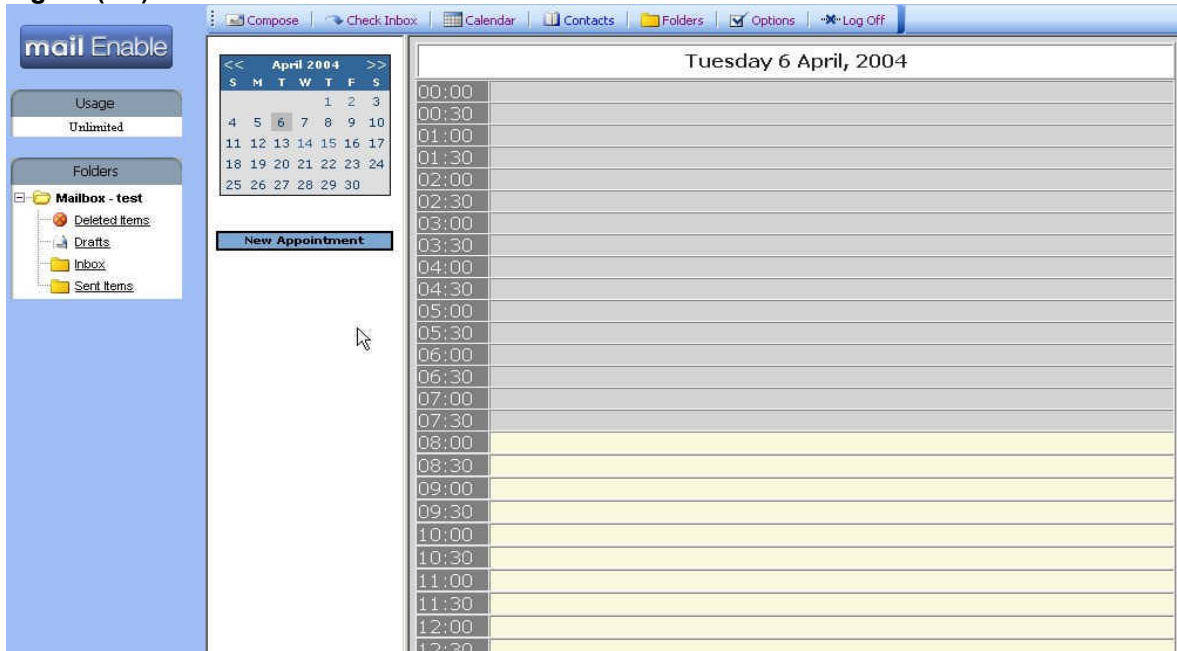 Compose Check Inbox Calendar Contacts Folders Options Log Off
mail Enable
Usage
Unlimited
Folders
Mailbox - test
Deleted Items
Drafts
Inbox
Sent Items
<< April 2004 >>
S M T W T F S
1 2 3
4 5 6 7 8 9 10
11 12 13 14 15 16 17
18 19 20 21 22 23 24
25 26 27 28 29 30
New Appointment
Tuesday 6 April, 2004
00:00
00:30
01:00
01:30
02:00
02:30
03:00
03:30
04:00
04:30
05:00
05:30
06:00
06:30
07:00
07:30
08:00
08:30
09:00
09:30
10:00
10:30
11:00
11:30
12:00
12:30